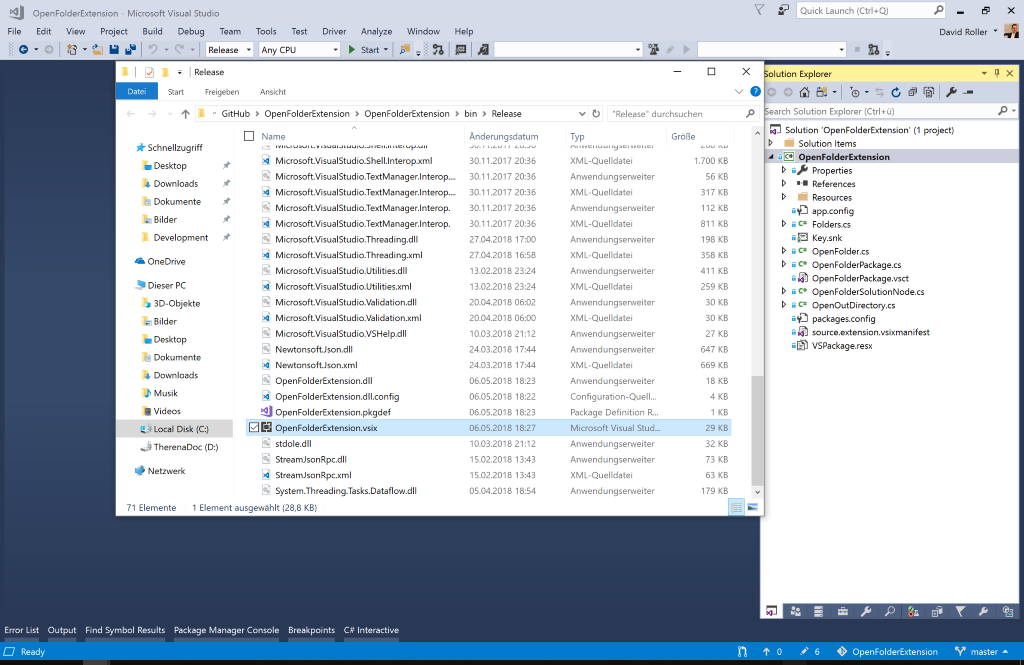 OpenFolderExtension - Microsoft Visual Studio
Quick Launch (Ctrl+Q)
File Edit View Project Build Debug Team Tools Test Driver Analyze Window Help
David Roller
Release Any CPU Start
Release
Datei Start Freigeben Ansicht
GitHub > OpenFolderExtension > OpenFolderExtension > bin > Release
"Release" durchsuchen
Name Änderungsdatum Typ Größe
Schnellzugriff
Desktop
Downloads
Dokumente
Bilder
Development
OneDrive
Dieser PC
3D-Objekte
Bilder
Desktop
Dokumente
Downloads
Musik
Videos
Local Disk (C:)
TherenaDoc (D:)
Netzwerk
Microsoft.VisualStudio.Shell.Interop.xml 30.11.2017 20:36 XML-Quelldatei 1.700 KB
Microsoft.VisualStudio.TextManager.Interop.... 30.11.2017 20:36 Anwendungserweiter 56 KB
Microsoft.VisualStudio.TextManager.Interop.... 30.11.2017 20:36 XML-Quelldatei 317 KB
Microsoft.VisualStudio.TextManager.Interop. 30.11.2017 20:36 Anwendungserweiter 112 KB
Microsoft.VisualStudio.TextManager.Interop. 30.11.2017 20:36 XML-Quelldatei 811 KB
Microsoft.VisualStudio.Threading.dll 27.04.2018 17:00 Anwendungserweiter 198 KB
Microsoft.VisualStudio.Threading.xml 27.04.2018 16:58 XML-Quelldatei 358 KB
Microsoft.VisualStudio.Utilities.dll 13.02.2018 23:24 Anwendungserweiter 411 KB
Microsoft.VisualStudio.Utilities.xml 13.02.2018 23:24 XML-Quelldatei 259 KB
Microsoft.VisualStudio.Validation.dll 20.04.2018 06:02 Anwendungserweiter 30 KB
Microsoft.VisualStudio.Validation.xml 20.04.2018 06:00 XML-Quelldatei 30 KB
Microsoft.VisualStudio.VSHelp.dll 10.03.2018 21:12 Anwendungserweiter 27 KB
Newtonsoft.Json.dll 24.03.2018 17:44 Anwendungserweiter 647 KB
Newtonsoft.Json.xml 24.03.2018 17:44 XML-Quelldatei 669 KB
OpenFolderExtension.dll 06.05.2018 18:23 Anwendungserweiter 18 KB
OpenFolderExtension.dll.config 06.05.2018 18:22 Configuration-Quell... 4 KB
OpenFolderExtension.pkgdef 06.05.2018 18:23 Package Definition R... 1 KB
OpenFolderExtension.vsix 06.05.2018 18:27 Microsoft Visual Stud... 29 KB
stdole.dll 10.03.2018 21:12 Anwendungserweiter 32 KB
StreamJsonRpc.dll 15.02.2018 13:43 Anwendungserweiter 73 KB
StreamJsonRpc.xml 15.02.2018 13:43 XML-Quelldatei 63 KB
System.Threading.Tasks.Dataflow.dll 05.04.2018 18:54 Anwendungserweiter 179 KB
71 Elemente 1 Element ausgewählt (28,8 KB)
Solution Explorer
Search Solution Explorer (Ctrl+ü)
Solution 'OpenFolderExtension' (1 project)
Solution Items
OpenFolderExtension
Properties
References
Resources
app.config
Folders.cs
Key.snk
OpenFolder.cs
OpenFolderPackage.cs
OpenFolderPackage.vsct
OpenFolderSolutionNode.cs
OpenOutDirectory.cs
packages.config
source.extension.vsixmanifest
VSPackage.resx
Error List Output Find Symbol Results Package Manager Console Breakpoints C# Interactive
Ready 0 6 OpenFolderExtension master